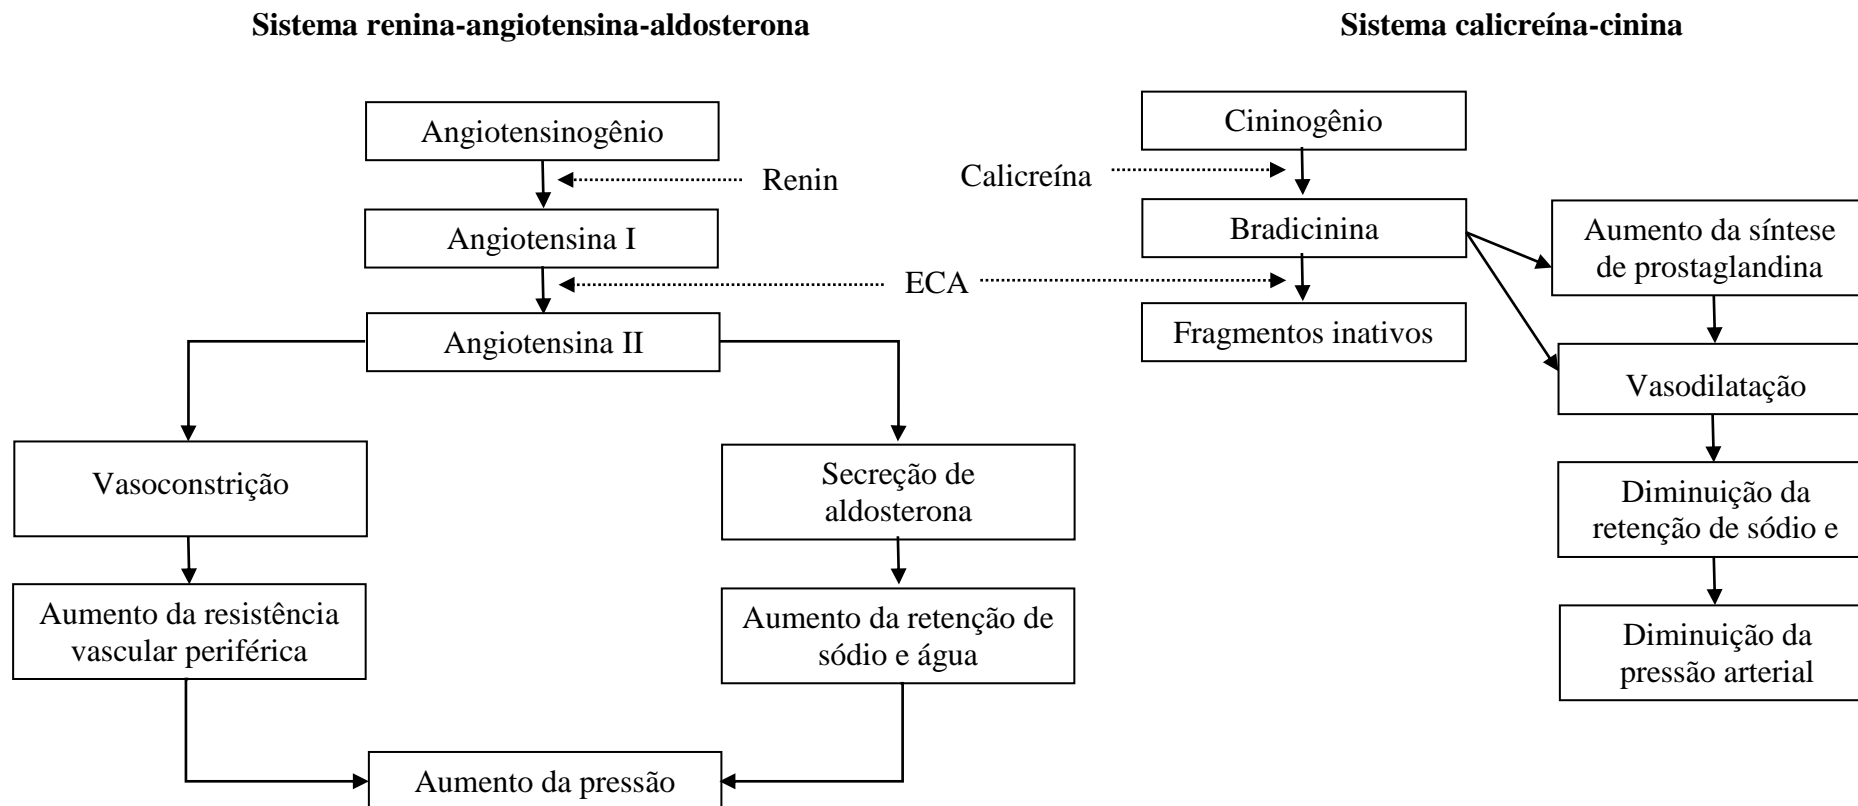 Sistema renina-angiotensina-aldosterona
Sistema calicreína-cinina
Angiotensinogênio
Renin
Angiotensina I
ECA
Angiotensina II
Vasoconstrição
Secreção de
aldosterona
Aumento da resistência
vascular periférica
Aumento da retenção de
sódio e água
Aumento da pressão
Cininogênio
Calicreína
Bradicinina
Fragmentos inativos
Aumento da síntese
de prostaglandina
Vasodilatação
Diminuição da
retenção de sódio e
Diminuição da
pressão arterial